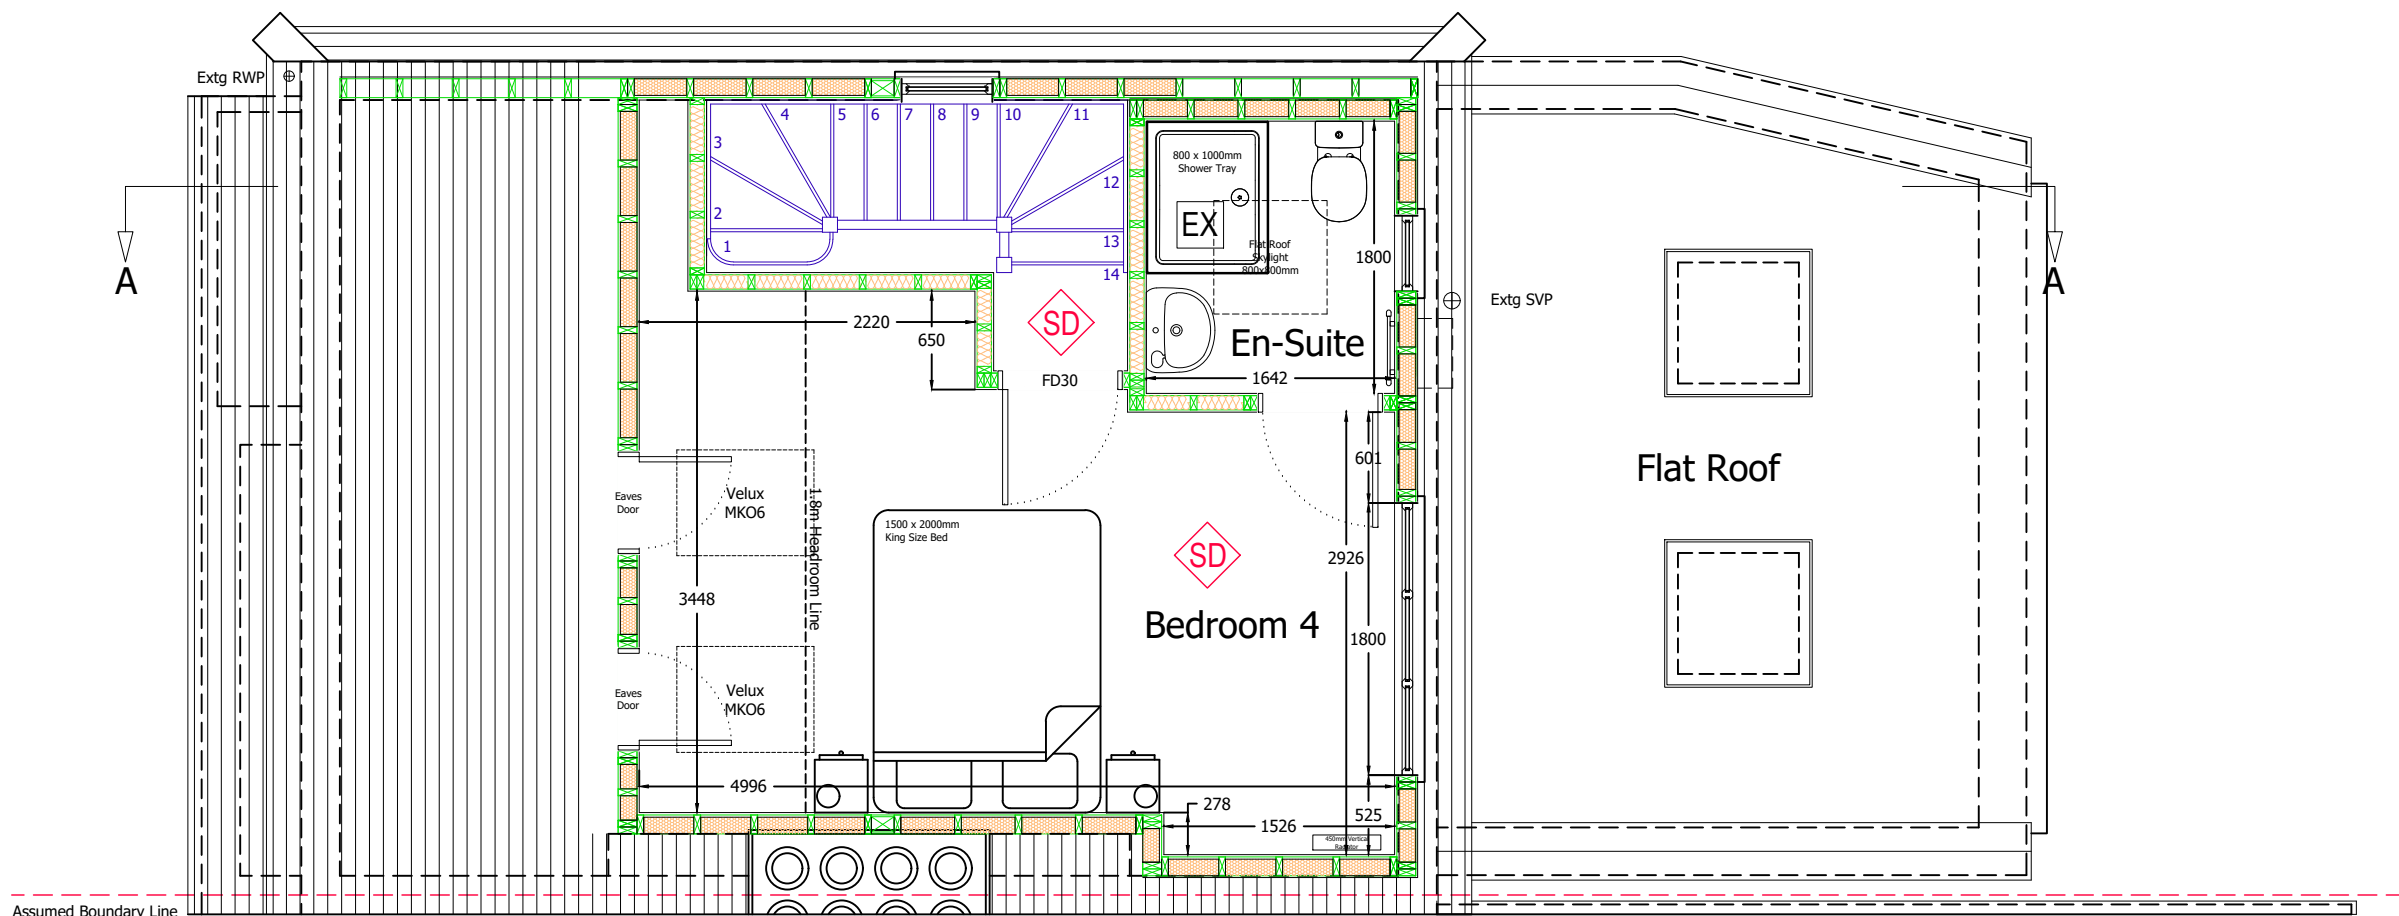 Extg RWP
3
4
5
6
7
8
9
10
11
2
1
12
13
14
800 x 1000mm
Shower Tray
EX
Flat Roof
Skylight
800x800mm
1800
A
A
Extg SVP
2220
650
SD
FD30
En-Suite
1642
601
Flat Roof
Eaves
Door
Velux
MKO6
1.8m Headroom Line
1500 x 2000mm
King Size Bed
SD
2926
3448
Bedroom 4
1800
Eaves
Door
Velux
MKO6
4996
278
1526
525
450mm Vertical
Radiator
Assumed Boundary Line